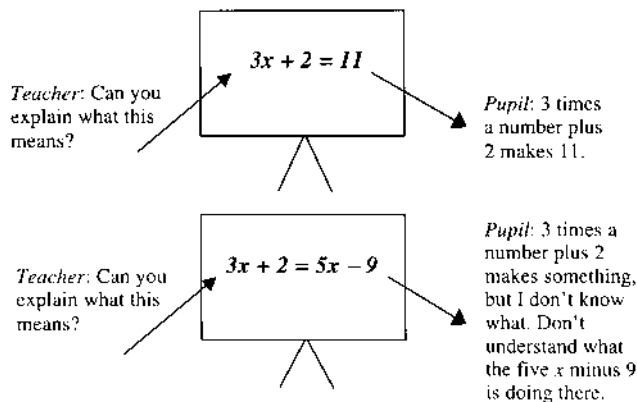 3x + 2 = 11
Teacher: Can you
explain what this
means?
Pupil: 3 times
a number plus
2 makes 11.
3x + 2 = 5x – 9
Teacher: Can you
explain what this
means?
Pupil: 3 times a
number plus 2
makes something,
but I don't know
what. Don't
understand what
the five x minus 9
is doing there.